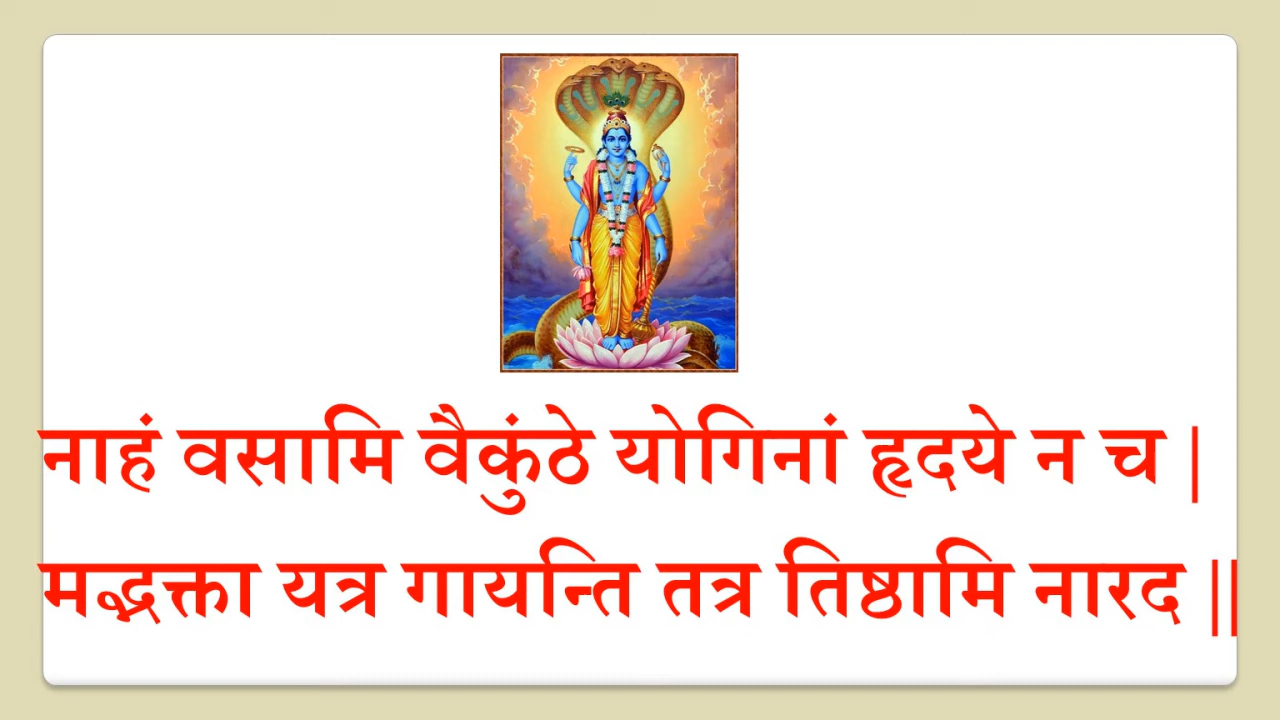 नाहं वसामि वैकुंठे योगिनां हृदये न च |
मद्भक्ता यत्र गायन्ति तत्र तिष्ठामि नारद ||